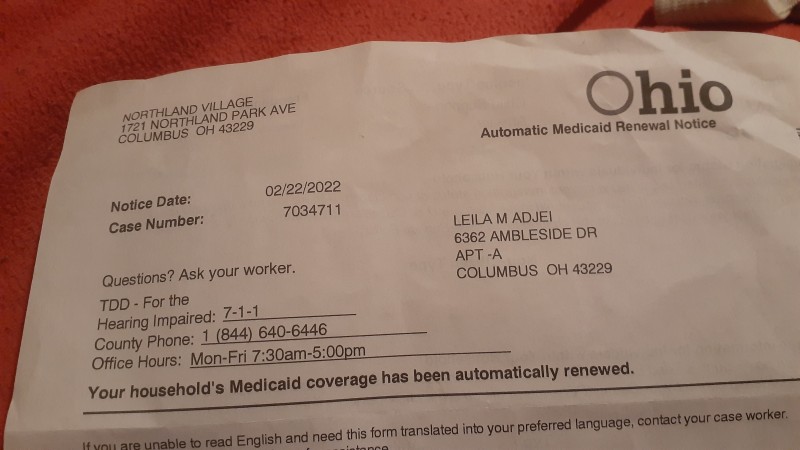 NORTHLAND VILLAGE
1721 NORTHLAND PARK AVE
COLUMBUS OH 43229
Ohio
Automatic Medicaid Renewal Notice
Notice Date: 02/22/2022
Case Number: 7034711
LEILA M ADJEI
6362 AMBLESIDE DR
APT -A
COLUMBUS OH 43229
Questions? Ask your worker.
TDD - For the
Hearing Impaired: 7-1-1
County Phone: 1 (844) 640-6446
Office Hours: Mon-Fri 7:30am-5:00pm
Your household's Medicaid coverage has been automatically renewed.
If you are unable to read English and need this form translated into your preferred language, contact your case worker.